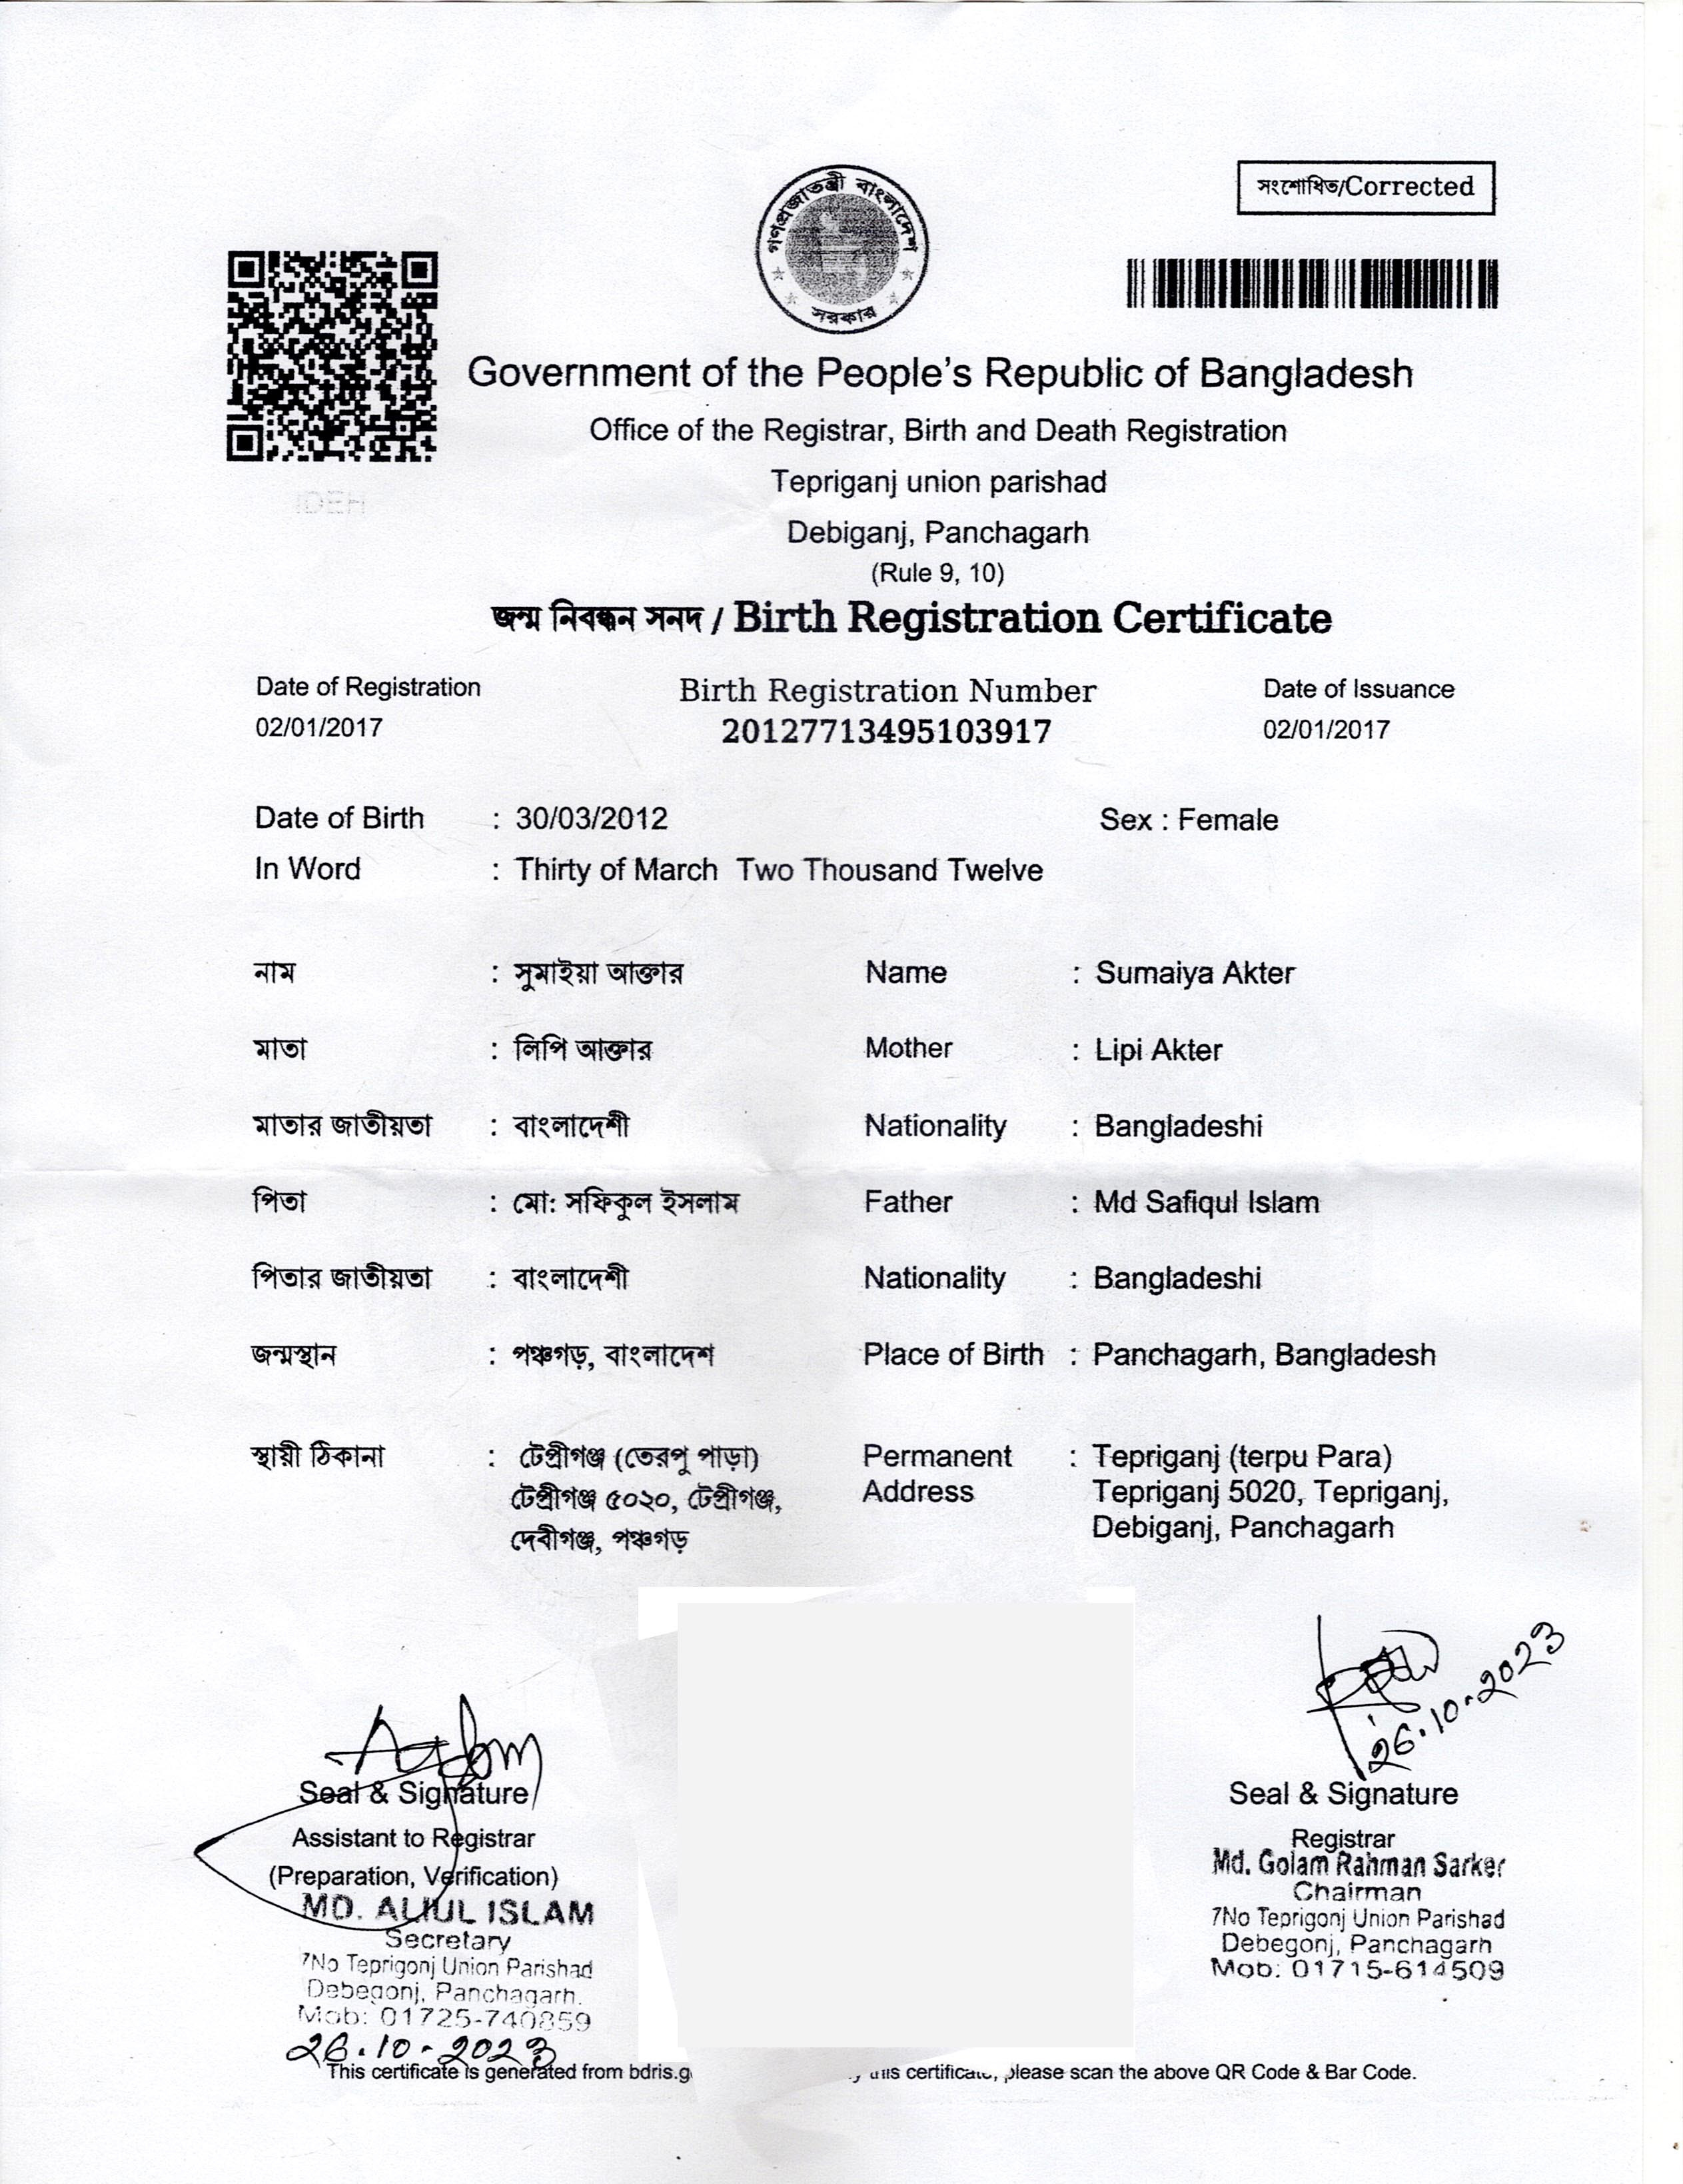 সংশোধিত/Corrected
গণপ্রজাতন্ত্রী বাংলাদেশ
সরকার
Government of the People's Republic of Bangladesh
Office of the Registrar, Birth and Death Registration
Tepriganj union parishad
Debiganj, Panchagarh
(Rule 9, 10)
জন্ম নিবন্ধন সনদ / Birth Registration Certificate
Date of Registration Birth Registration Number Date of Issuance
02/01/2017 20127713495103917 02/01/2017
Date of Birth : 30/03/2012 Sex : Female
In Word : Thirty of March Two Thousand Twelve
নাম : সুমাইয়া আক্তার Name : Sumaiya Akter
মাতা : লিপি আক্তার Mother : Lipi Akter
মাতার জাতীয়তা : বাংলাদেশী Nationality : Bangladeshi
পিতা : মো: সফিকুল ইসলাম Father : Md Safiqul Islam
পিতার জাতীয়তা : বাংলাদেশী Nationality : Bangladeshi
জন্মস্থান : পঞ্চগড়, বাংলাদেশ Place of Birth : Panchagarh, Bangladesh
স্থায়ী ঠিকানা : টেপ্রীগঞ্জ (তেরপু পাড়া) Permanent : Tepriganj (terpu Para)
টেপ্রীগঞ্জ ৫০২০, টেপ্রীগঞ্জ, Address Tepriganj 5020, Tepriganj,
দেবীগঞ্জ, পঞ্চগড় Debiganj, Panchagarh
26.10.2023
Seal & Signature Seal & Signature
Assistant to Registrar Registrar
(Preparation, Verification) Md. Golam Rahman Sarker
MD. ALIUL ISLAM Chairman
Secretary 7No Teprigonj Union Parishad
7No Teprigonj Union Parishad Debegonj, Panchagarh
Debegonj, Panchagarh. Mob: 01715-614509
Mob: 01725-740859
26.10-2023
This certificate is generated from bdris.g this certificate, please scan the above QR Code & Bar Code.